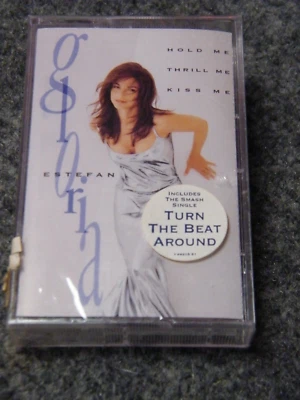 gloria
ESTEFAN
HOLD ME
THRILL ME
KISS ME
INCLUDES
THE SMASH
SINGLE
TURN
THE BEAT
AROUND